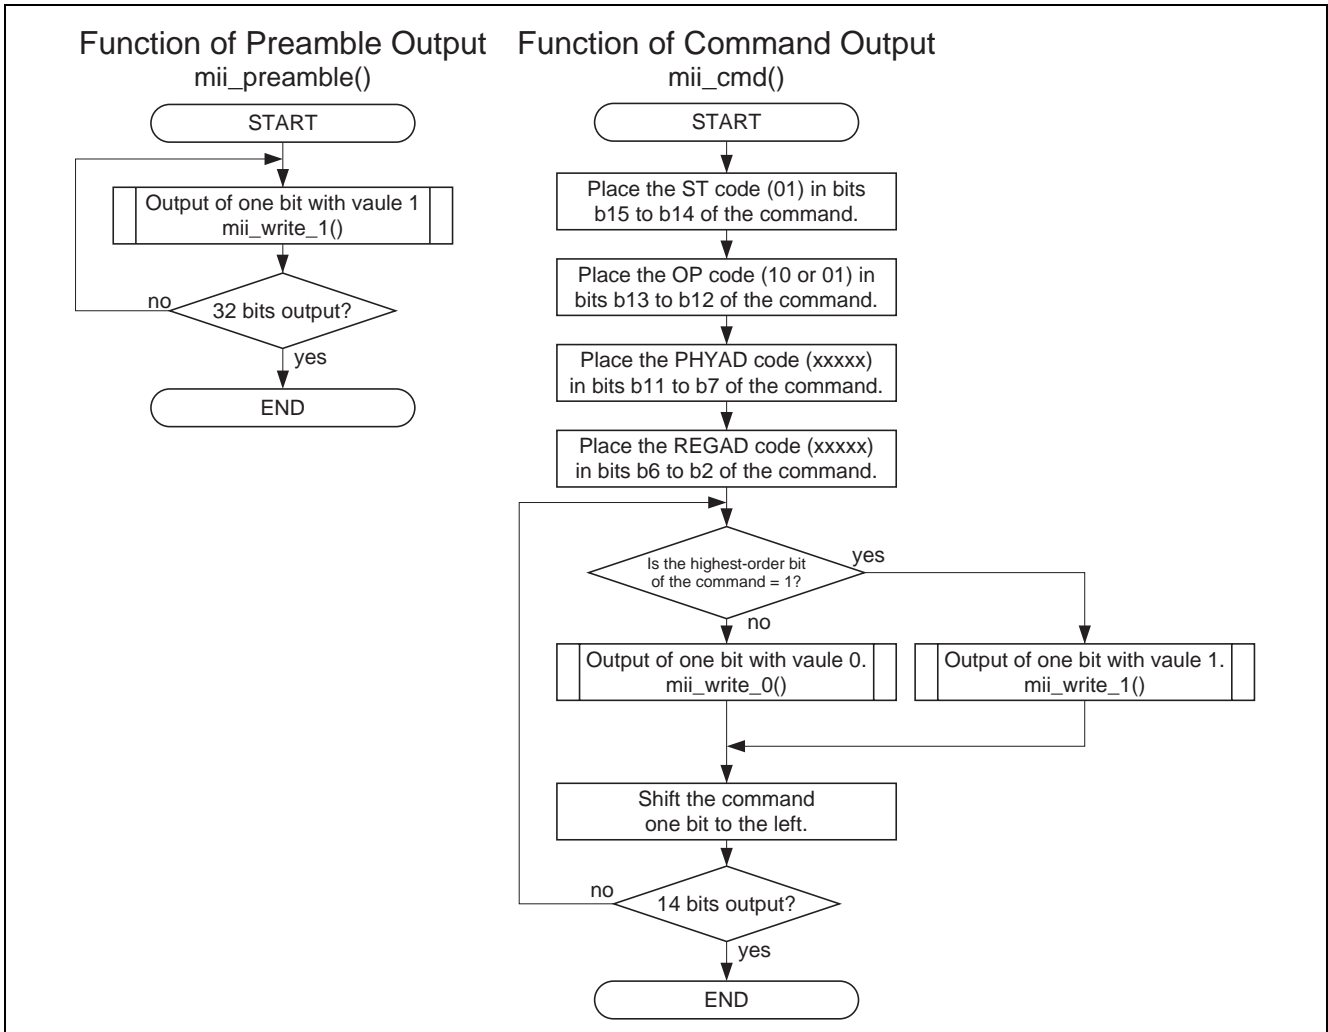 Function of Preamble Output
mii_preamble()
START
Output of one bit with vaule 1
mii_write_1()
32 bits output?
no
yes
END
Function of Command Output
mii_cmd()
START
Place the ST code (01) in bits
b15 to b14 of the command.
Place the OP code (10 or 01) in
bits b13 to b12 of the command.
Place the PHYAD code (xxxxx)
in bits b11 to b7 of the command.
Place the REGAD code (xxxxx)
in bits b6 to b2 of the command.
Is the highest-order bit
of the command = 1?
yes
no
Output of one bit with vaule 0.
mii_write_0()
Output of one bit with vaule 1.
mii_write_1()
Shift the command
one bit to the left.
14 bits output?
no
yes
END